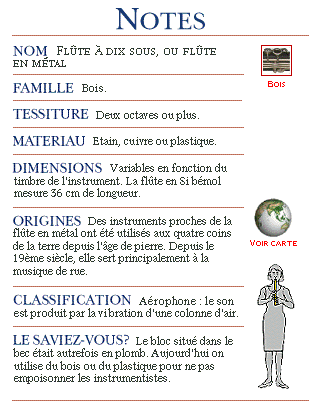 NOTES
NOM FLÛTE À DIX SOUS, OU FLÛTE
EN MÉTAL
BOIS
FAMILLE Bois.
TESSITURE Deux octaves ou plus.
MATERIAU Etain, cuivre ou plastique.
DIMENSIONS Variables en fonction du
timbre de l'instrument. La flûte en Si bémol
mesure 36 cm de longueur.
ORIGINES Des instruments proches de la
flûte en métal ont été utilisés aux quatre coins
de la terre depuis l'âge de pierre. Depuis le
19ème siècle, elle sert principalement à la
musique de rue.
VOIR CARTE
CLASSIFICATION Aérophone : le son
est produit par la vibration d'une colonne d'air.
LE SAVIEZ-VOUS? Le bloc situé dans le
bec était autrefois en plomb. Aujourd'hui on
utilise du bois ou du plastique pour ne pas
empoisonner les instrumentistes.